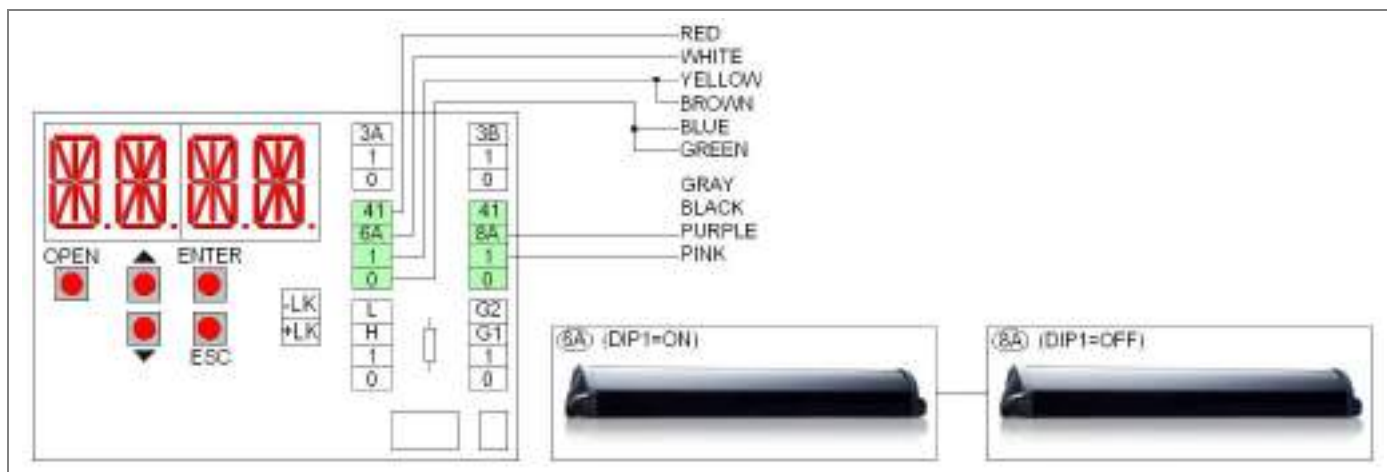 RED
WHITE
YELLOW
BROWN
BLUE
GREEN
GRAY
BLACK
PURPLE
PINK
3A
1
0
3B
1
0
41
6A
1
0
41
8A
1
0
OPEN ▲ ENTER
▼ ESC
-LK
+LK
L
H
1
0
G2
G1
1
0
6A (DIP1=ON)
8A (DIP1=OFF)